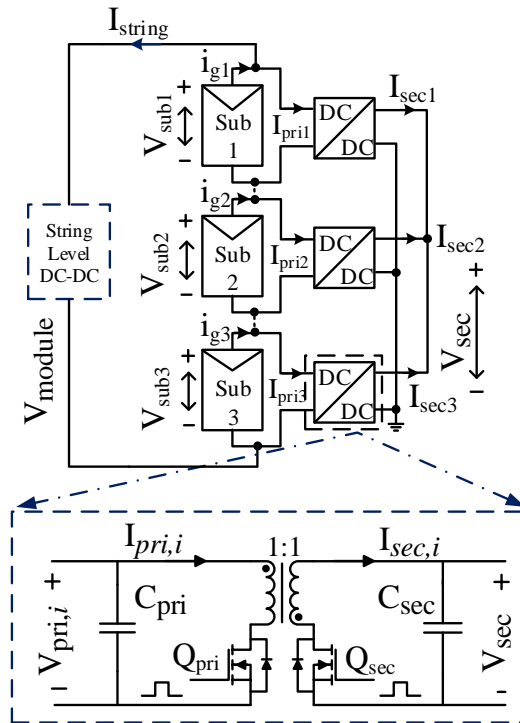 I_string
i_g1
+
V_sub1
−
Sub
1
I_pri1
DC
DC
I_sec1
i_g2
+
V_sub2
−
Sub
2
I_pri2
DC
DC
I_sec2
String
Level
DC-DC
V_module
i_g3
+
V_sub3
−
Sub
3
I_pri3
DC
DC
I_sec3
+
V_sec
−
I_pri,i
1:1
I_sec,i
+
V_pri,i
−
C_pri
Q_pri
Q_sec
C_sec
+
V_sec
−